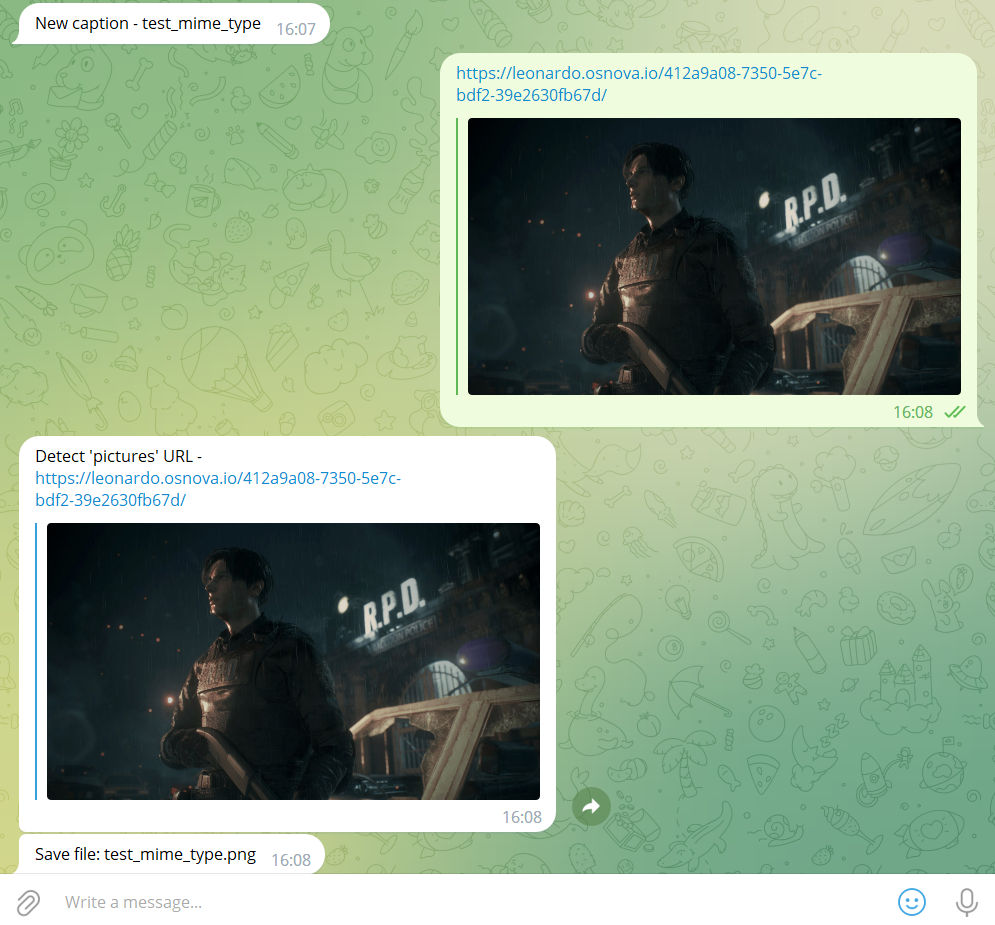 New caption - test_mime_type 16:07
https://leonardo.osnova.io/412a9a08-7350-5e7c-
bdf2-39e2630fb67d/
R.P.D.
16:08
Detect 'pictures' URL -
https://leonardo.osnova.io/412a9a08-7350-5e7c-
bdf2-39e2630fb67d/
R.P.D.
16:08
Save file: test_mime_type.png 16:08
Write a message...